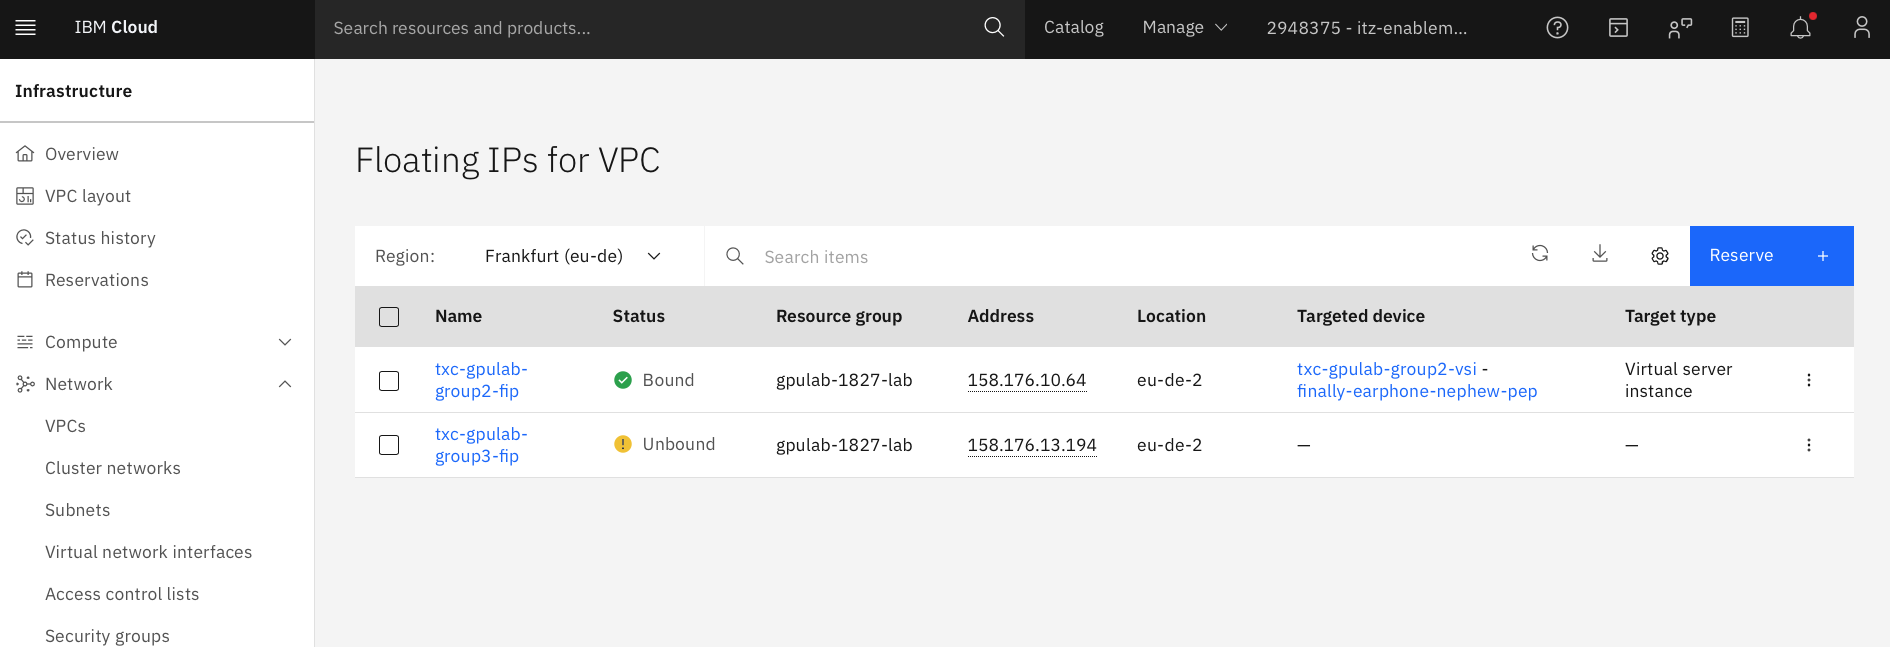 IBM Cloud
Search resources and products...
Catalog
Manage
2948375 - itz-enablem...
Infrastructure
Overview
VPC layout
Status history
Reservations
Compute
Network
VPCs
Cluster networks
Subnets
Virtual network interfaces
Access control lists
Security groups
Floating IPs for VPC
Region:
Frankfurt (eu-de)
Search items
Reserve +
Name Status Resource group Address Location Targeted device Target type
txc-gpulab-
group2-fip
Bound
gpulab-1827-lab
158.176.10.64
eu-de-2
txc-gpulab-group2-vsi -
finally-earphone-nephew-pep
Virtual server
instance
txc-gpulab-
group3-fip
Unbound
gpulab-1827-lab
158.176.13.194
eu-de-2
—
—